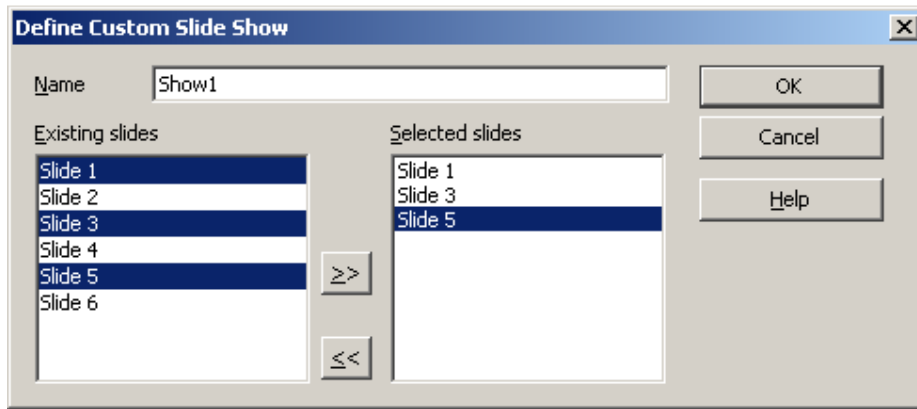 Define Custom Slide Show
Name
Show1
OK
Existing slides
Selected slides
Cancel
Slide 1
Slide 2
Slide 3
Slide 4
Slide 5
Slide 6
>>
<<
Slide 1
Slide 3
Slide 5
Help